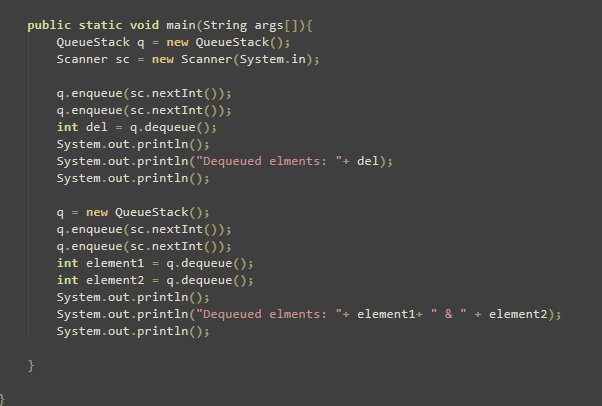 public static void main(String args[]){
QueueStack q = new QueueStack();
Scanner sc = new Scanner(System.in);
q.enqueue(sc.nextInt());
q.enqueue(sc.nextInt());
int del = q.dequeue();
System.out.println();
System.out.println("Dequeued elments: "+ del);
System.out.println();
q = new QueueStack();
q.enqueue(sc.nextInt());
q.enqueue(sc.nextInt());
int element1 = q.dequeue();
int element2 = q.dequeue();
System.out.println();
System.out.println("Dequeued elments: "+ element1+ " & " + element2);
System.out.println();
}
}